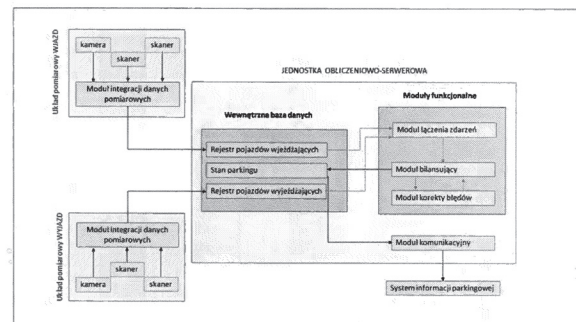 Układ pomiarowy WJAZD
kamera
skaner
skaner
Moduł integracji danych
pomiarowych
JEDNOSTKA OBLICZENIOWO-SERWEROWA
Wewnętrzna baza danych
Rejestr pojazdów wjeżdżających
Stan parkingu
Rejestr pojazdów wyjeżdżających
Moduły funkcjonalne
Moduł łączenia zdarzeń
Moduł bilansujący
Moduł korekty błędów
Układ pomiarowy WYJAZD
Moduł integracji danych
pomiarowych
kamera
skaner
skaner
Moduł komunikacyjny
System informacji parkingowej